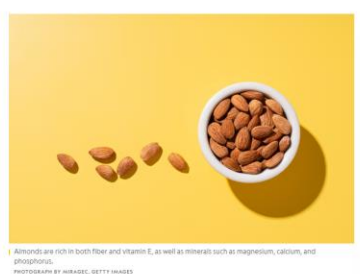 Almonds are rich in both fiber and vitamin E, as well as minerals such as magnesium, calcium, and
phosphorus.
PHOTOGRAPH BY MIRAGEC, GETTY IMAGES